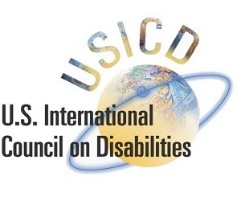 USICD
U.S. International
Council on Disabilities